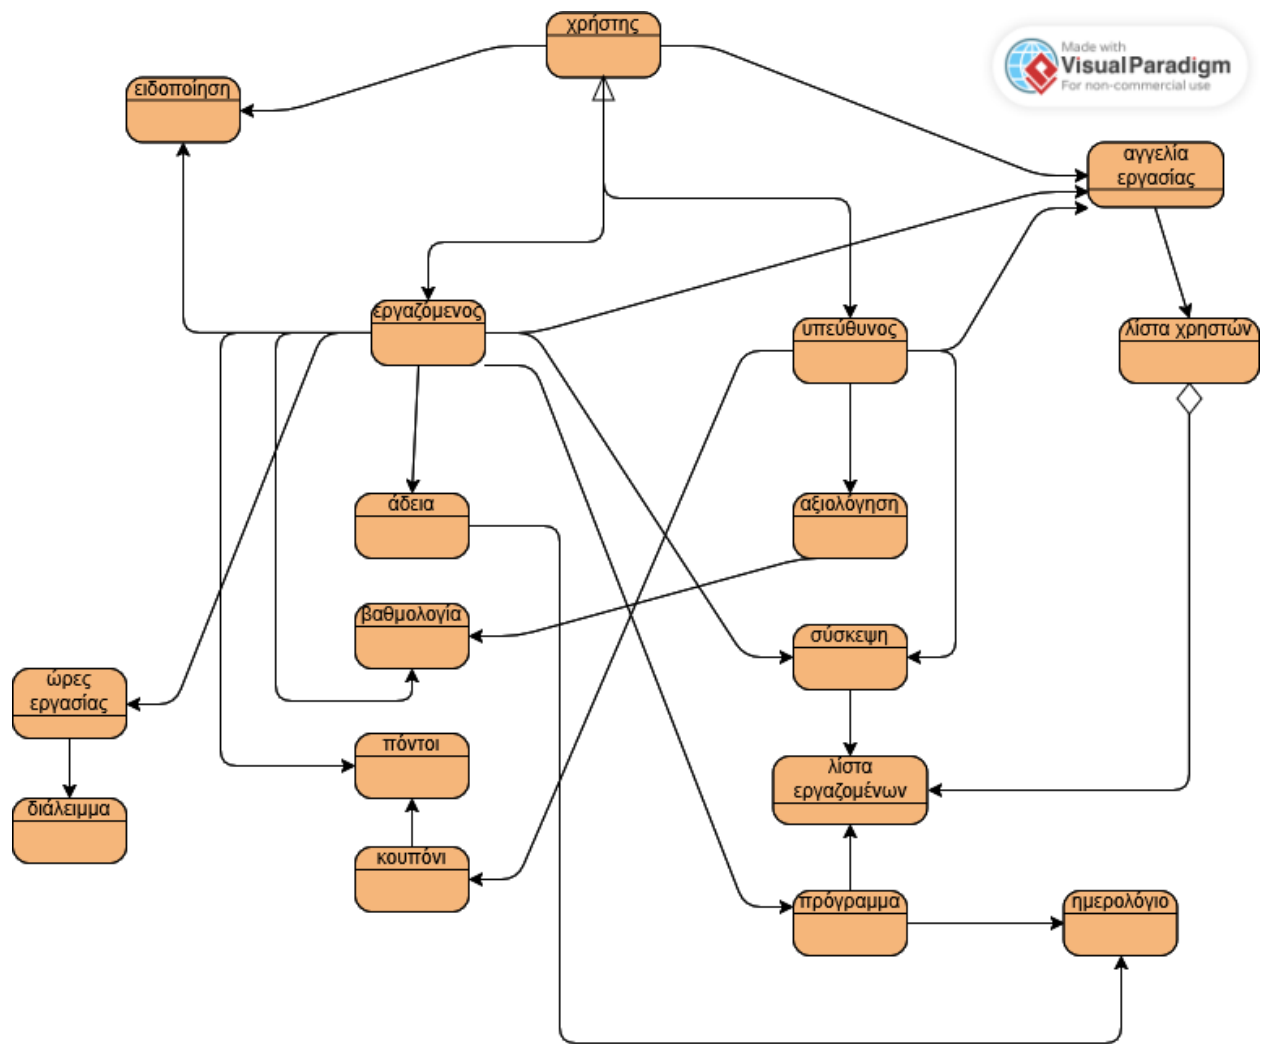 χρήστης
Made with
Visual Paradigm
For non-commercial use
ειδοποίηση
αγγελία
εργασίας
εργαζόμενος
υπεύθυνος
λίστα χρηστών
άδεια
αξιολόγηση
βαθμολογία
σύσκεψη
ώρες
εργασίας
πόντοι
λίστα
εργαζομένων
διάλειμμα
κουπόνι
πρόγραμμα
ημερολόγιο